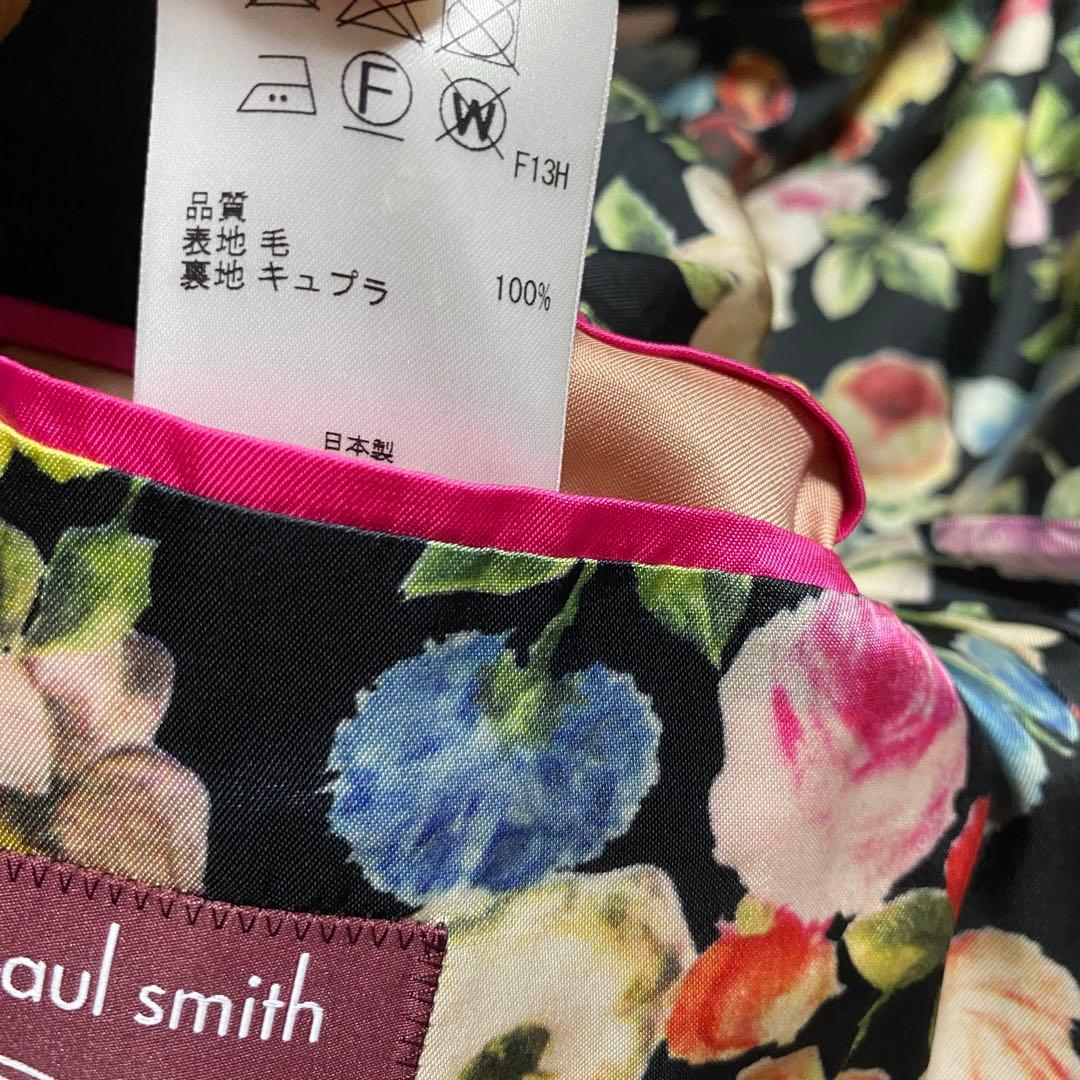 F
W
F13H
品質
表地 毛
裏地 キュプラ 100%
日本製
aul smith